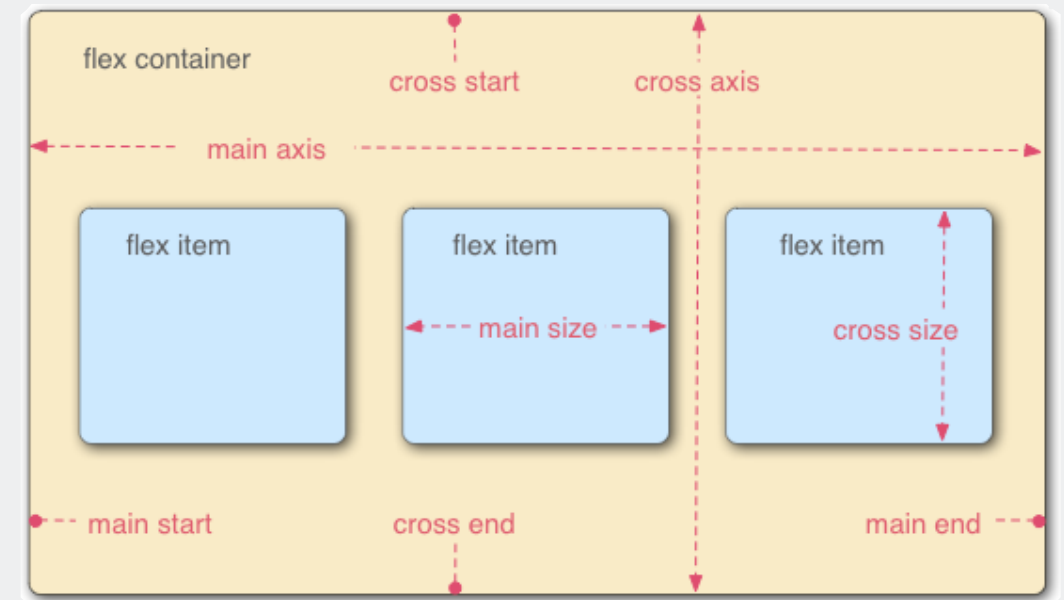 flex container
cross start
cross axis
main axis
flex item
flex item
flex item
main size
cross size
main start
cross end
main end